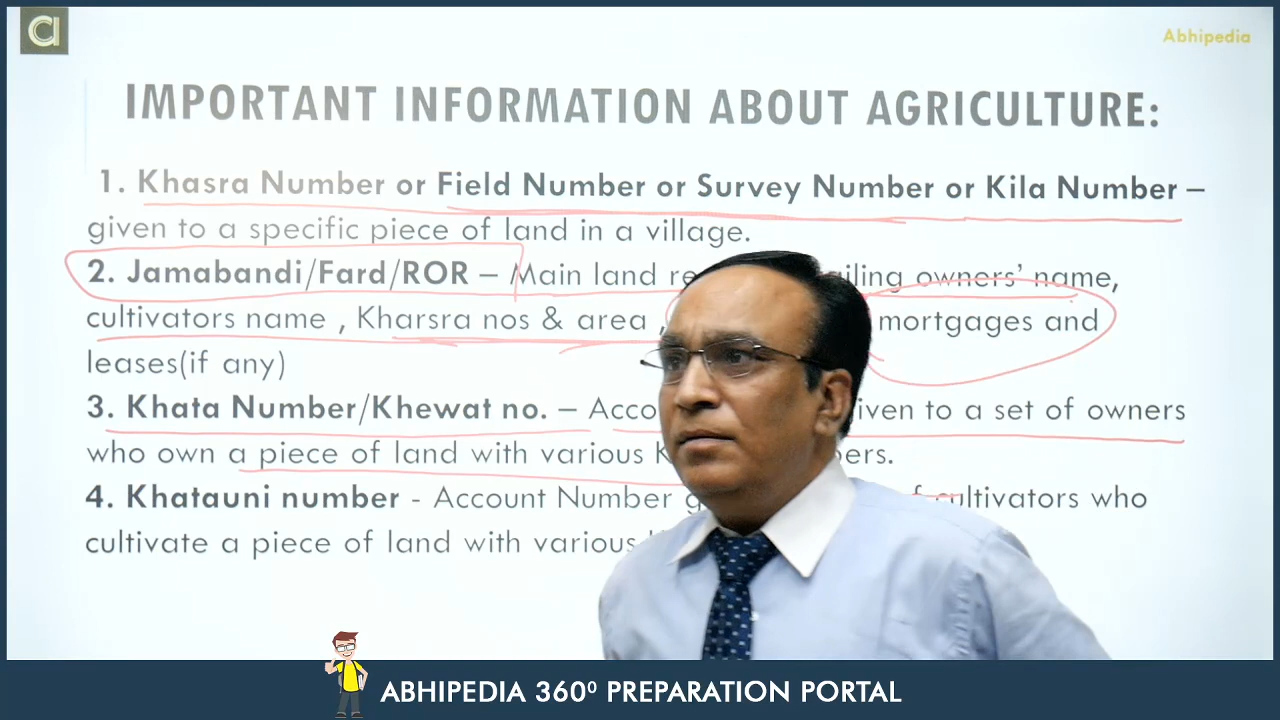 Abhipedia
IMPORTANT INFORMATION ABOUT AGRICULTURE:
1. Khasra Number or Field Number or Survey Number or Kila Number –
given to a specific piece of land in a village.
2. Jamabandi/Fard/ROR – Main land owners' name,
cultivators name , Kharsra nos & area , mortgages and
leases(if any)
3. Khata Number/Khewat no. – to a set of owners
who own a piece of land with various
4. Khatauni number - Account Number cultivators who
cultivate a piece of land with various
ABHIPEDIA 360⁰ PREPARATION PORTAL